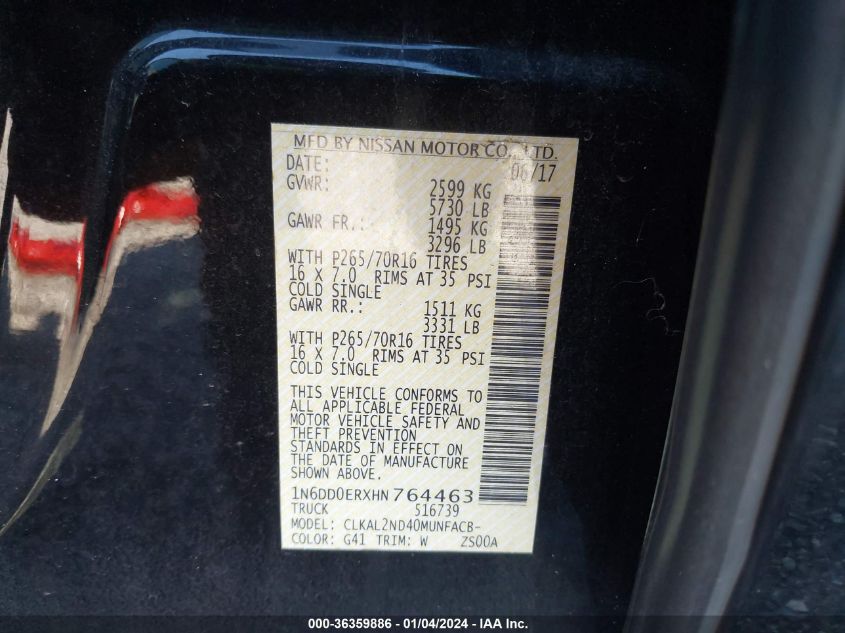 MFD BY NISSAN MOTOR CO., LTD.
DATE: 06/17
GVWR: 2599 KG
5730 LB
GAWR FR.: 1495 KG
3296 LB
WITH P265/70R16 TIRES
16 X 7.0 RIMS AT 35 PSI
COLD SINGLE
GAWR RR.: 1511 KG
3331 LB
WITH P265/70R16 TIRES
16 X 7.0 RIMS AT 35 PSI
COLD SINGLE
THIS VEHICLE CONFORMS TO
ALL APPLICABLE FEDERAL
MOTOR VEHICLE SAFETY AND
THEFT PREVENTION
STANDARDS IN EFFECT ON
THE DATE OF MANUFACTURE
SHOWN ABOVE.
1N6DD0ERXHN 764463
TRUCK 516739
MODEL: CLKAL2ND40MUNFACB-
COLOR: G41 TRIM: W ZS00A
000-36359886 - 01/04/2024 - IAA Inc.